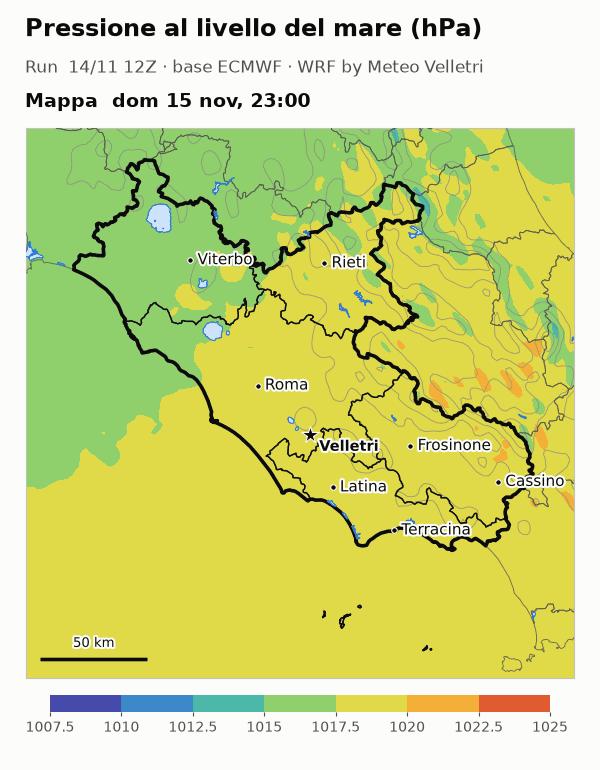 Pressione al livello del mare (hPa)
Run  14/11 12Z · base ECMWF · WRF by Meteo Velletri
Mappa  dom 15 nov, 23:00
Viterbo
Rieti
Roma
Velletri
Frosinone
Cassino
Latina
Terracina
50 km
1007.5 1010 1012.5 1015 1017.5 1020 1022.5 1025